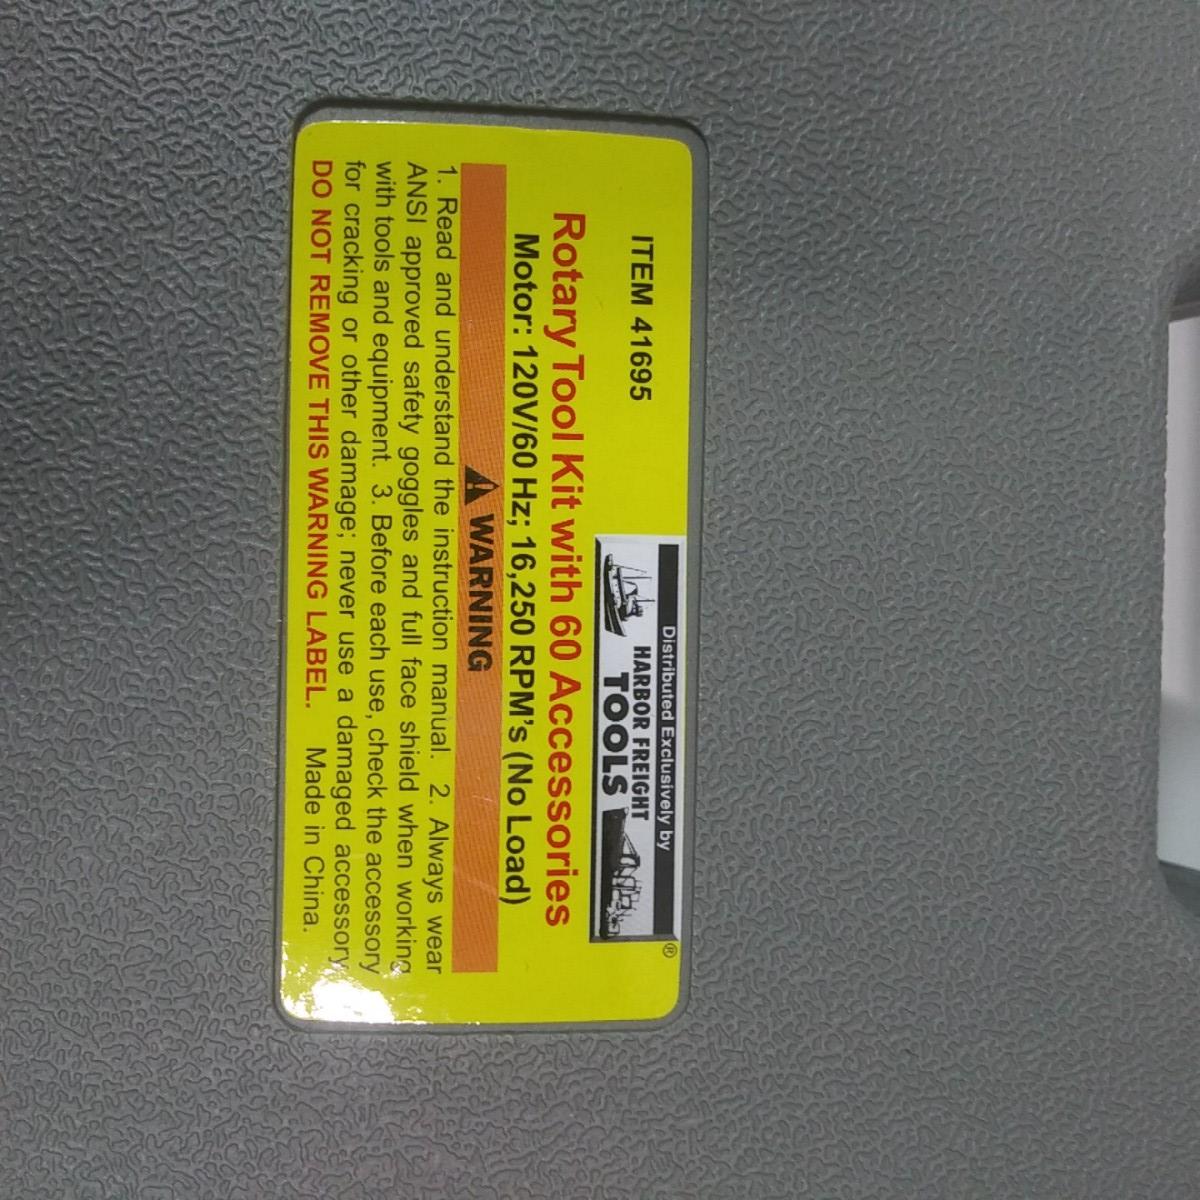 ITEM 41695
Distributed Exclusively by
HARBOR FREIGHT
TOOLS
®
Rotary Tool Kit with 60 Accessories
Motor: 120V/60 Hz; 16,250 RPM's (No Load)
WARNING
1. Read and understand the instruction manual. 2. Always wear
ANSI approved safety goggles and full face shield when working
with tools and equipment. 3. Before each use, check the accessory
for cracking or other damage; never use a damaged accessory
DO NOT REMOVE THIS WARNING LABEL. Made in China.